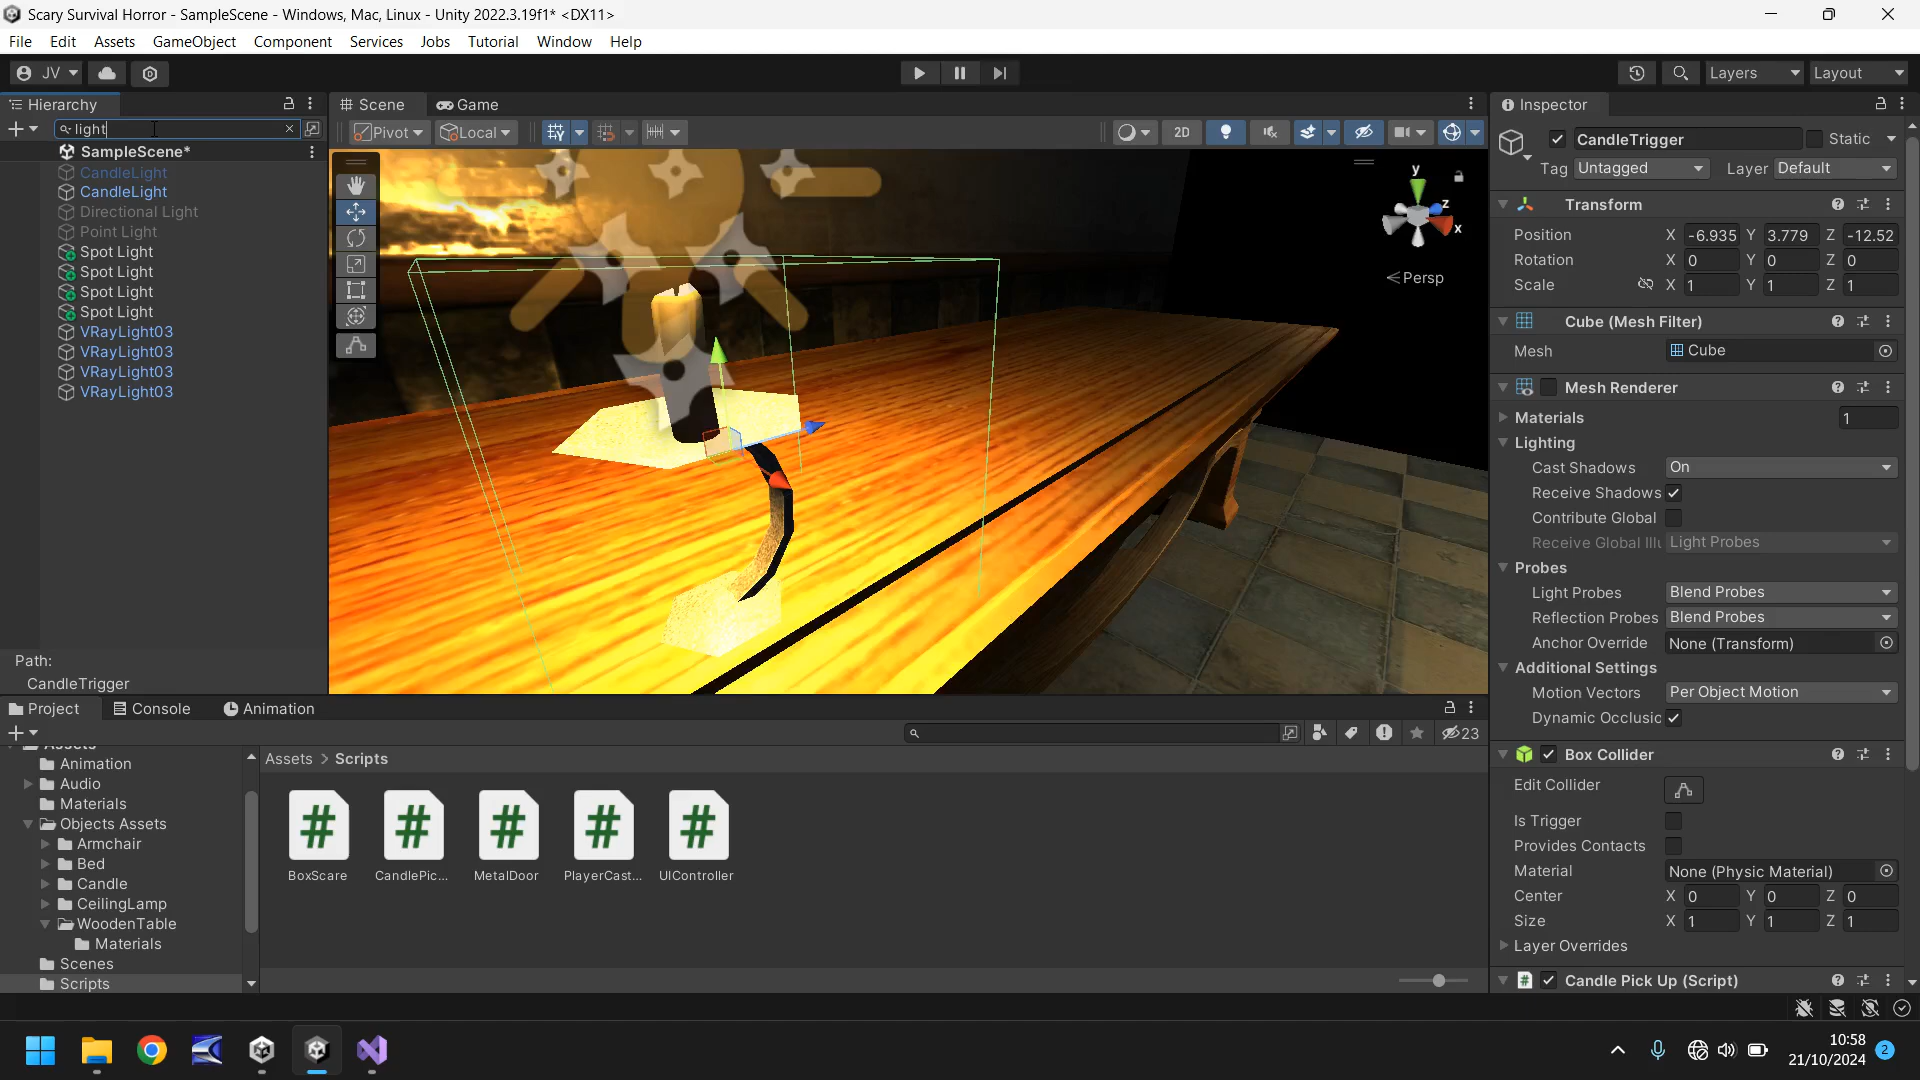 Scary Survival Horror - SampleScene - Windows, Mac, Linux - Unity 2022.3.19f1* <DX11>
File Edit Assets GameObject Component Services Jobs Tutorial Window Help
JV Layers Layout
Hierarchy
light
SampleScene*
CandleLight
CandleLight
Directional Light
Point Light
Spot Light
Spot Light
Spot Light
Spot Light
VRayLight03
VRayLight03
VRayLight03
VRayLight03
Path:
CandleTrigger
Scene Game
Pivot Local 2D
y
z
x
Persp
Inspector
CandleTrigger Static
Tag Untagged Layer Default
Transform
Position X -6.935 Y 3.779 Z -12.52
Rotation X 0 Y 0 Z 0
Scale X 1 Y 1 Z 1
Cube (Mesh Filter)
Mesh Cube
Mesh Renderer
Materials 1
Lighting
Cast Shadows On
Receive Shadows
Contribute Global
Receive Global Illu Light Probes
Probes
Light Probes Blend Probes
Reflection Probes Blend Probes
Anchor Override None (Transform)
Additional Settings
Motion Vectors Per Object Motion
Dynamic Occlusic
Box Collider
Edit Collider
Is Trigger
Provides Contacts
Material None (Physic Material)
Center X 0 Y 0 Z 0
Size X 1 Y 1 Z 1
Layer Overrides
Candle Pick Up (Script)
Project Console Animation
23
Assets
Animation
Audio
Materials
Objects Assets
Armchair
Bed
Candle
CeilingLamp
WoodenTable
Materials
Scenes
Scripts
Assets > Scripts
BoxScare CandlePic... MetalDoor PlayerCast... UIController
10:58
21/10/2024
2